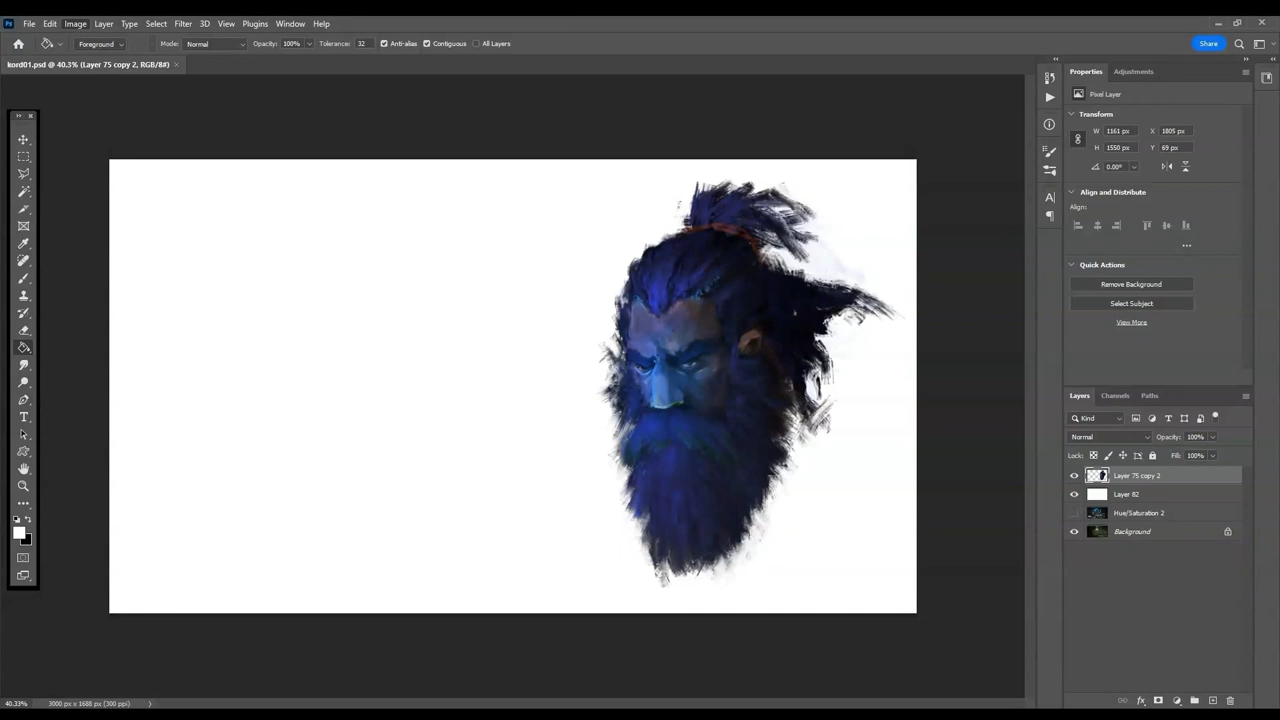 Ps File Edit Image Layer Type Select Filter 3D View Plugins Window Help
Foreground Mode: Normal Opacity: 100% Tolerance: 32 Anti-alias Contiguous All Layers Share
kord01.psd @ 40.3% (Layer 75 copy 2, RGB/8#) ×
Properties Adjustments
Pixel Layer
Transform
W 1161 px X 1805 px
H 1550 px Y 69 px
0.00°
Align and Distribute
Align:
Quick Actions
Remove Background
Select Subject
View More
Layers Channels Paths
Kind
Normal Opacity: 100%
Lock: Fill: 100%
Layer 75 copy 2
Layer 82
Hue/Saturation 2
Background
40.33% 3000 px x 1688 px (300 ppi)